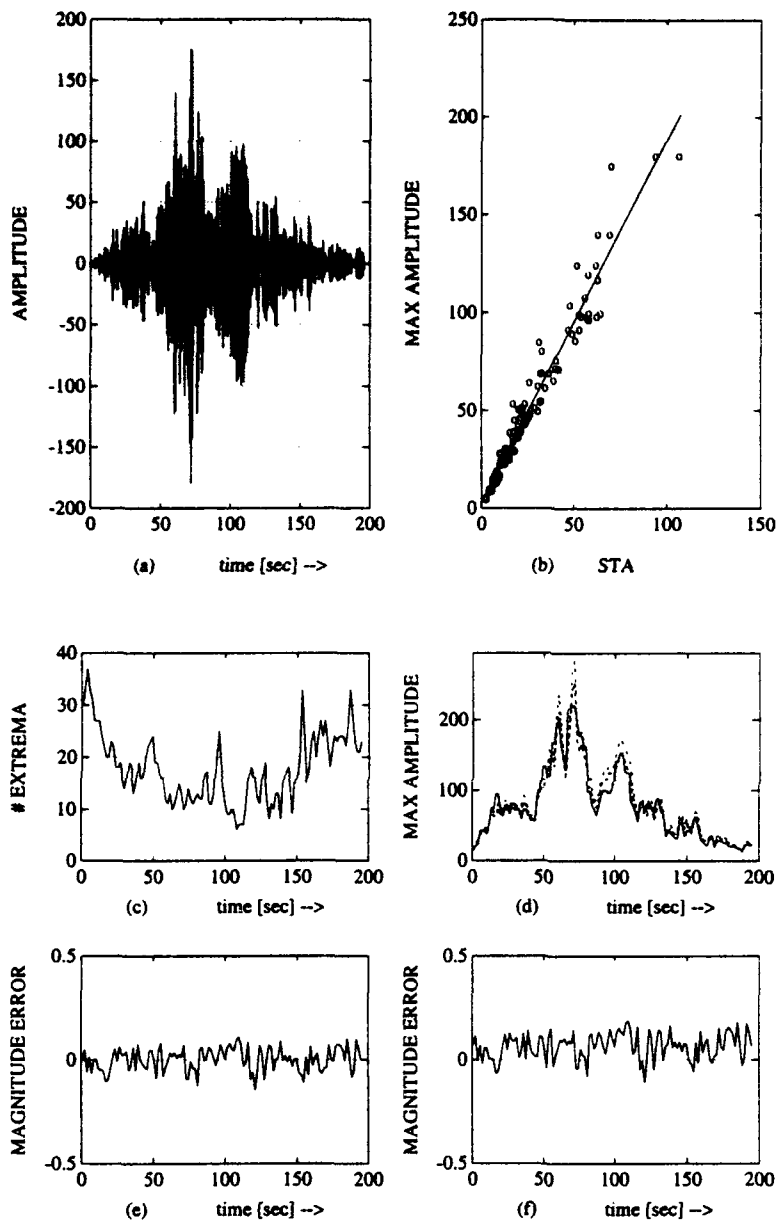 200
150
100
50
0
-50
-100
-150
-200
AMPLITUDE
0 50 100 150 200
(a) time [sec] -->
250
200
150
100
50
0
MAX AMPLITUDE
0 50 100 150
(b) STA
40
30
20
10
0
# EXTREMA
0 50 100 150 200
(c) time [sec] -->
200
100
0
MAX AMPLITUDE
0 50 100 150 200
(d) time [sec] -->
0.5
0
-0.5
MAGNITUDE ERROR
0 50 100 150 200
(e) time [sec] -->
0.5
0
-0.5
MAGNITUDE ERROR
0 50 100 150 200
(f) time [sec] -->